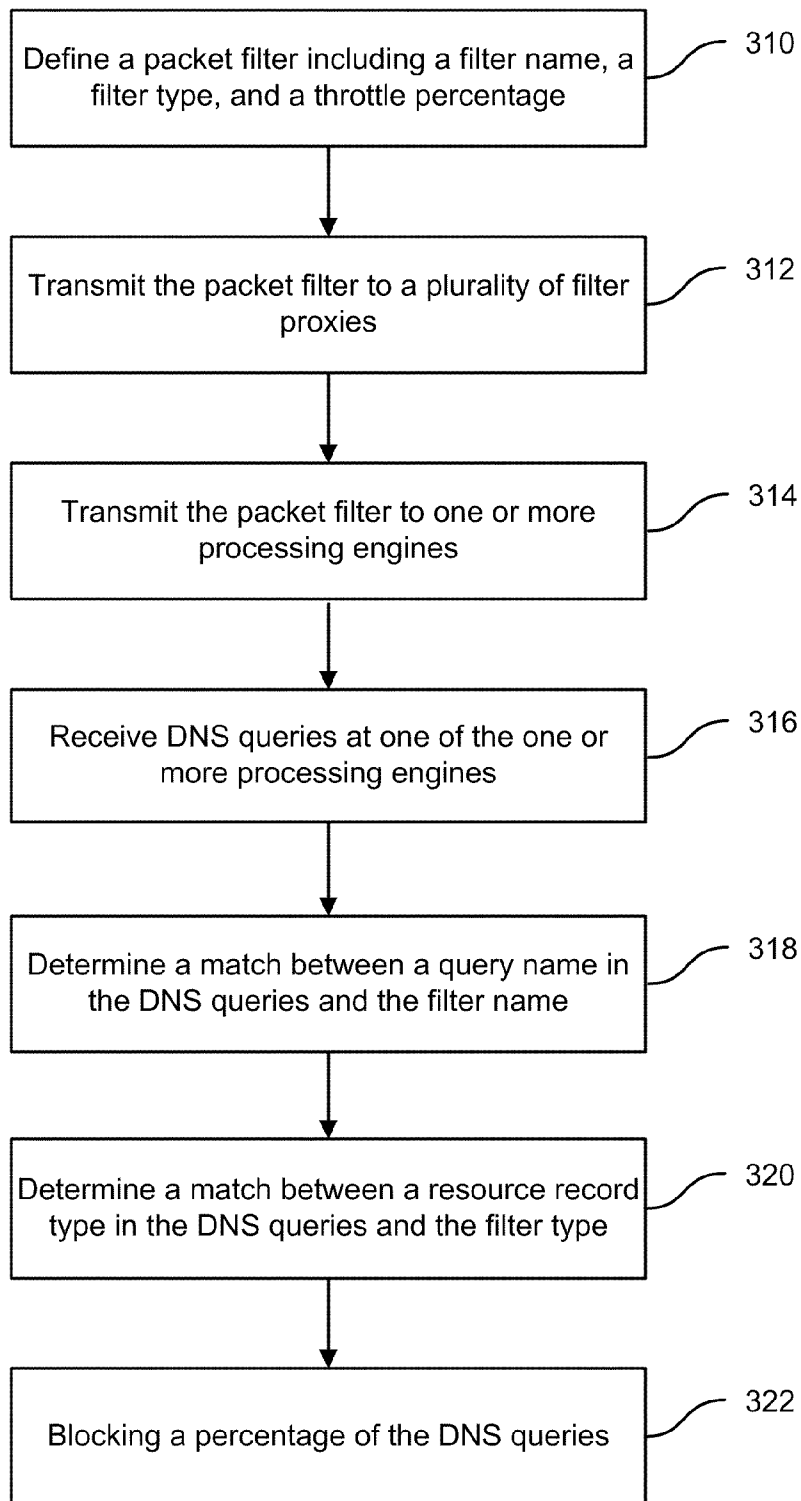 Define a packet filter including a filter name, a
filter type, and a throttle percentage
310
Transmit the packet filter to a plurality of filter
proxies
312
Transmit the packet filter to one or more
processing engines
314
Receive DNS queries at one of the one or
more processing engines
316
Determine a match between a query name in
the DNS queries and the filter name
318
Determine a match between a resource record
type in the DNS queries and the filter type
320
Blocking a percentage of the DNS queries
322